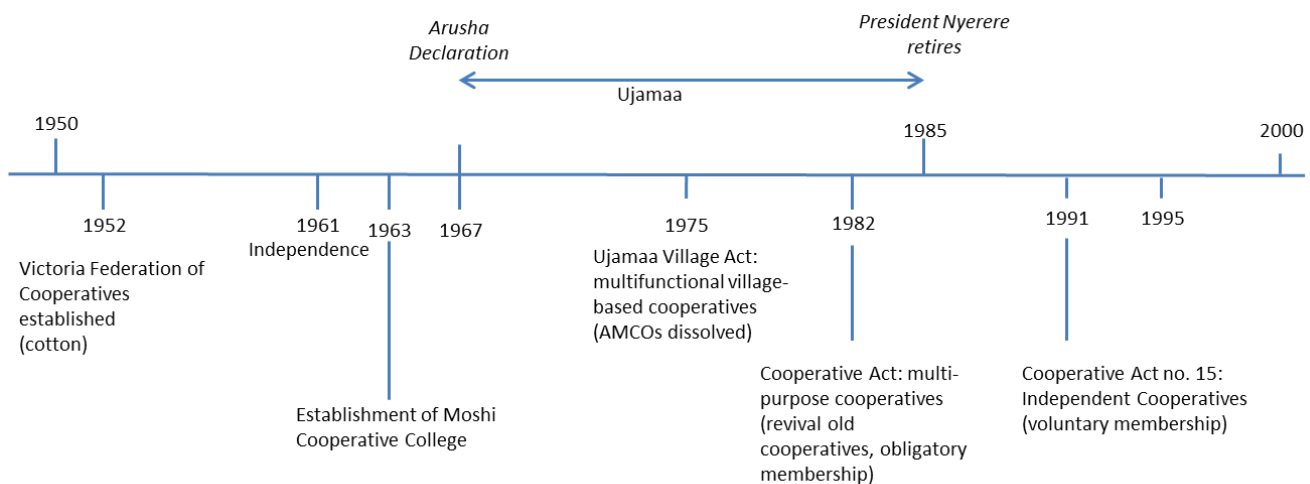 Arusha
Declaration
President Nyerere
retires
Ujamaa
1950
1985
2000
1952
1961
Independence
1963
1967
1975
1982
1991
1995
Victoria Federation of
Cooperatives
established
(cotton)
Ujamaa Village Act:
multifunctional village-
based cooperatives
(AMCOs dissolved)
Establishment of Moshi
Cooperative College
Cooperative Act: multi-
purpose cooperatives
(revival old
cooperatives, obligatory
membership)
Cooperative Act no. 15:
Independent Cooperatives
(voluntary membership)